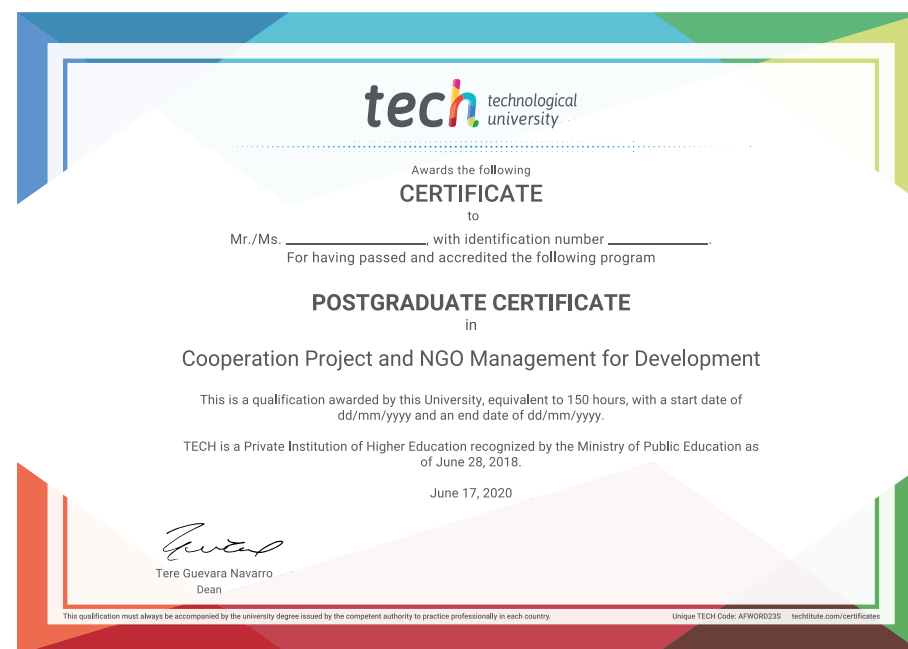 tech technological
university
Awards the following
CERTIFICATE
to
Mr./Ms. ____________, with identification number ____________.
For having passed and accredited the following program
POSTGRADUATE CERTIFICATE
in
Cooperation Project and NGO Management for Development
This is a qualification awarded by this University, equivalent to 150 hours, with a start date of
dd/mm/yyyy and an end date of dd/mm/yyyy.
TECH is a Private Institution of Higher Education recognized by the Ministry of Public Education as
of June 28, 2018.
June 17, 2020
Tere Guevara Navarro
Dean
This qualification must always be accompanied by the university degree issued by the competent authority to practice professionally in each country. Unique TECH Code: AFWORD23S techtitute.com/certificates